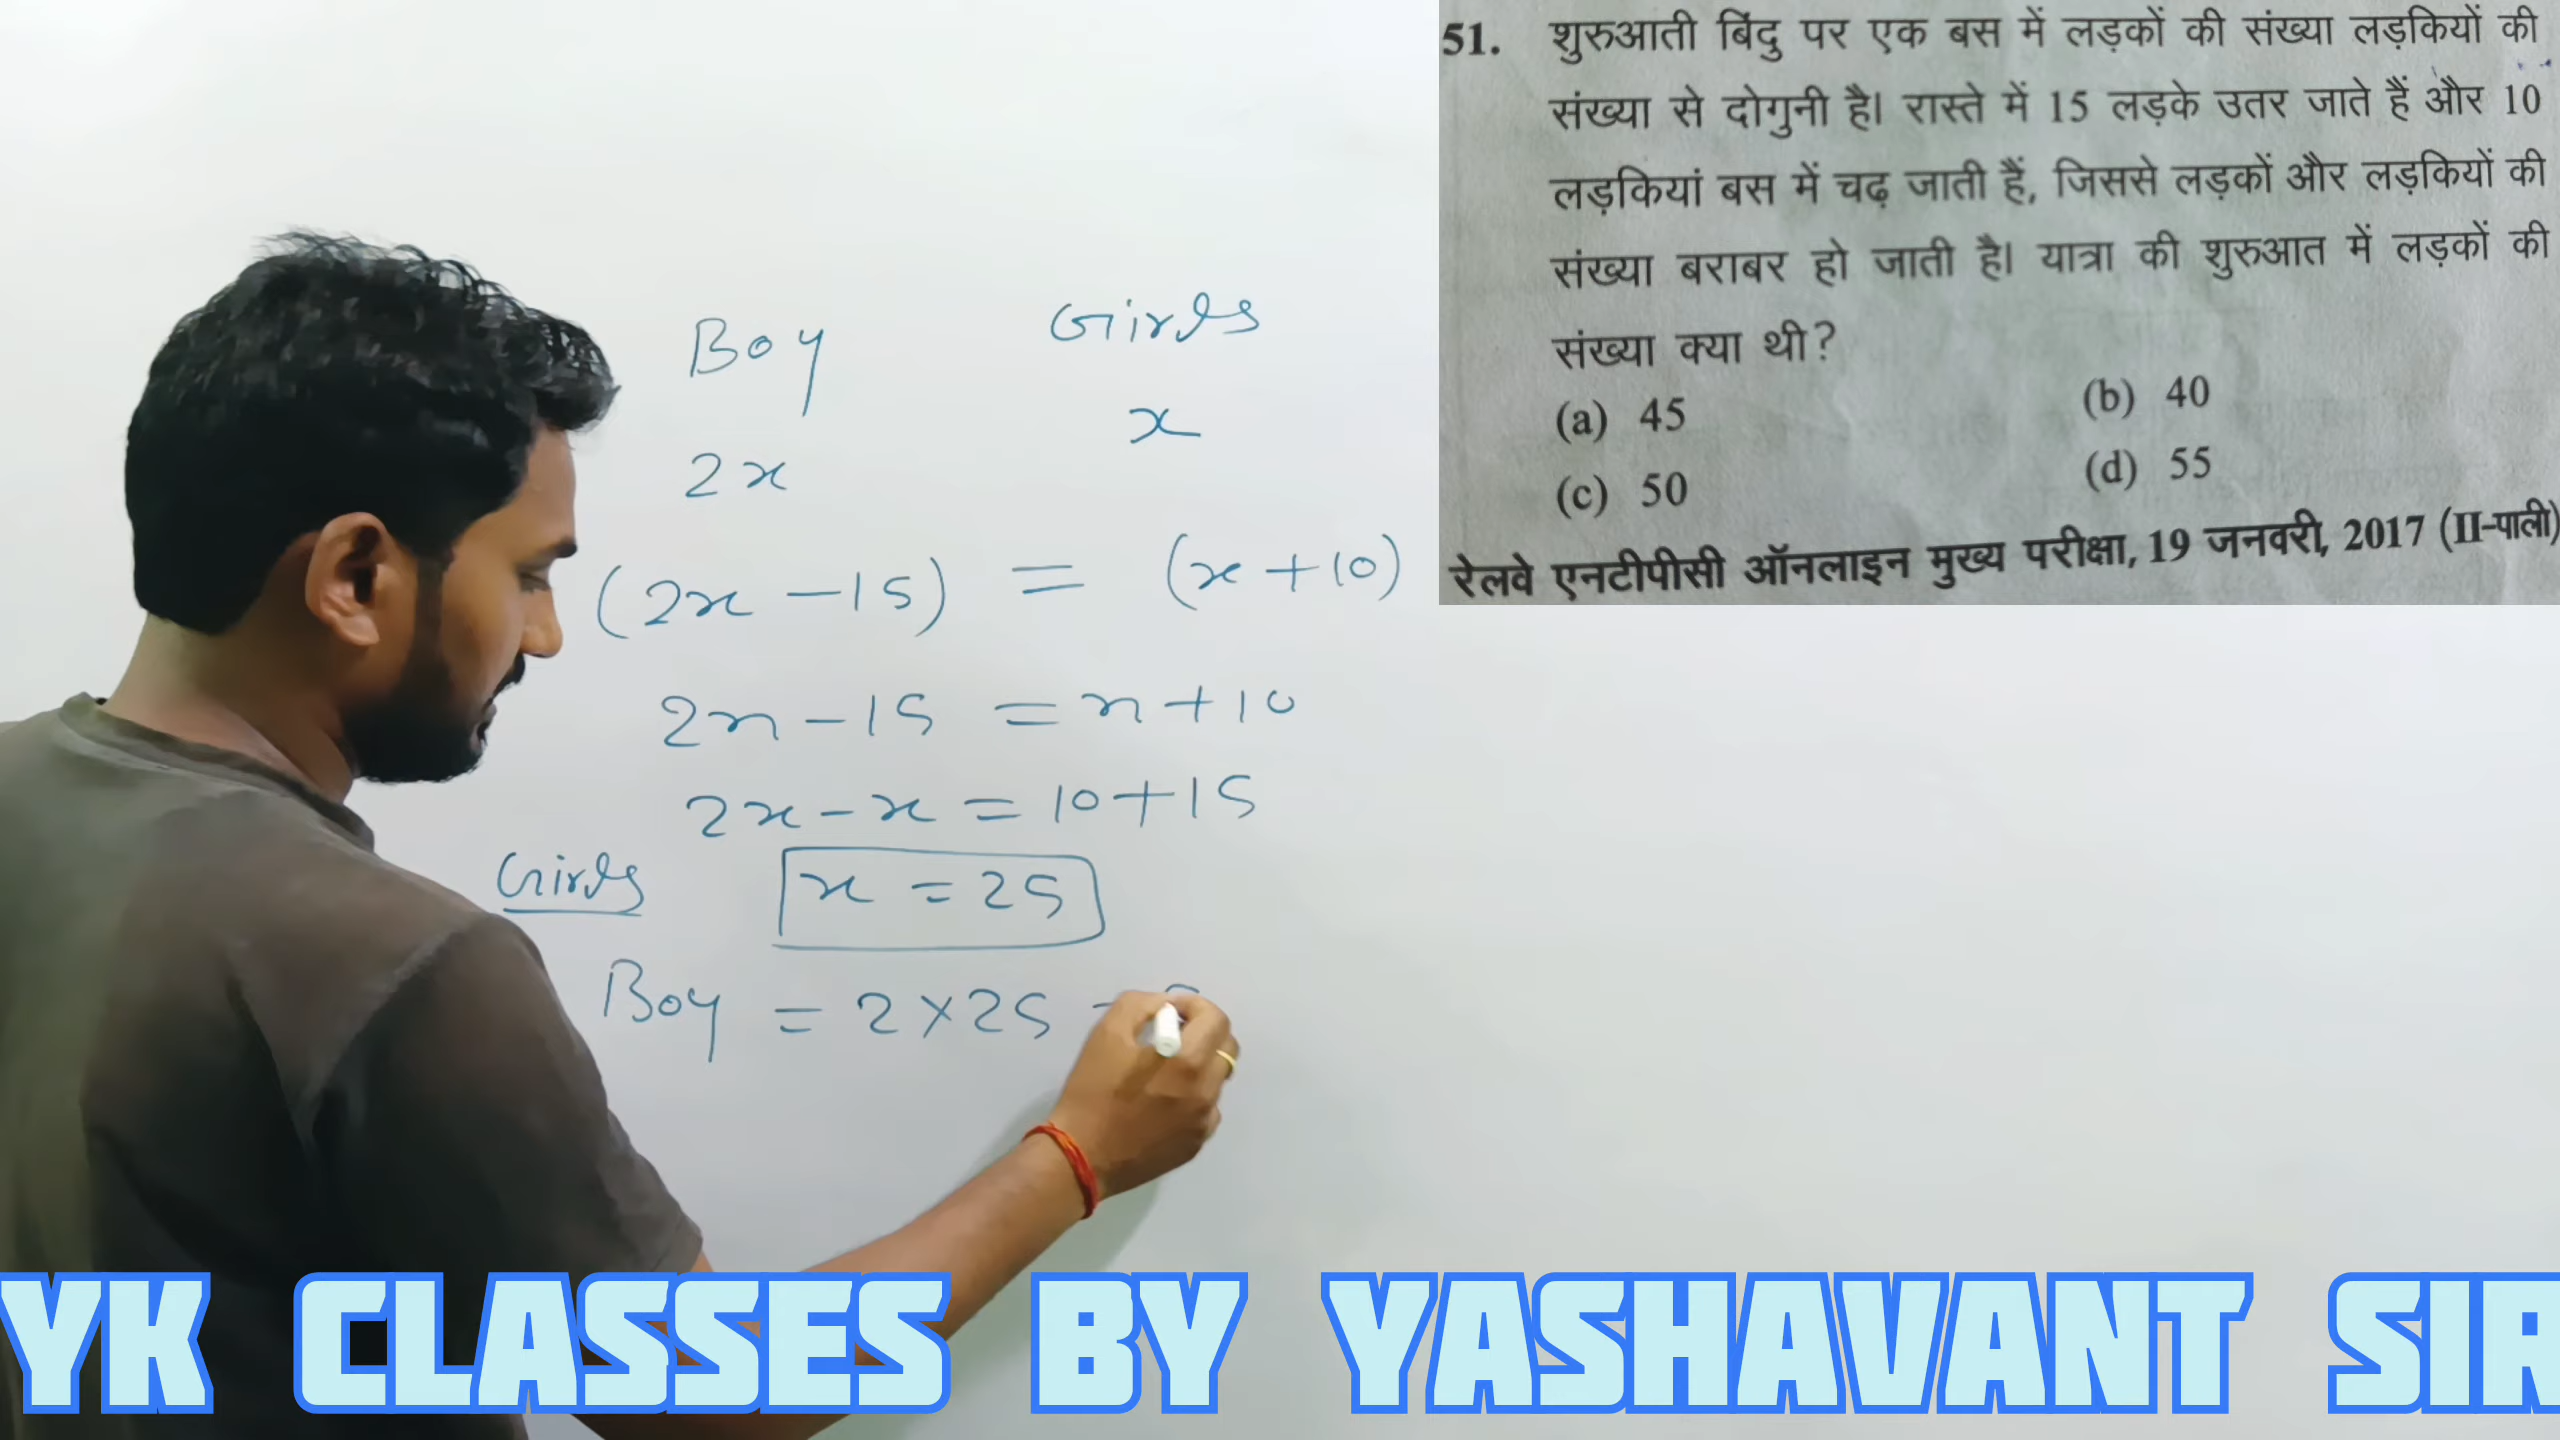 51. शुरुआती बिंदु पर एक बस में लड़कों की संख्या लड़कियों की
संख्या से दोगुनी है। रास्ते में 15 लड़के उतर जाते हैं और 10
लड़कियां बस में चढ़ जाती हैं, जिससे लड़कों और लड़कियों की
संख्या बराबर हो जाती है। यात्रा की शुरुआत में लड़कों की
संख्या क्या थी?
(a) 45 (b) 40
(c) 50 (d) 55
रेलवे एनटीपीसी ऑनलाइन मुख्य परीक्षा, 19 जनवरी, 2017 (II-पाली)
Boy Girls
2x x
(2x - 15) = (x + 10)
2x - 15 = x + 10
2x - x = 10 + 15
Girls x = 25
Boy = 2 × 25
YK CLASSES BY YASHAVANT SIR